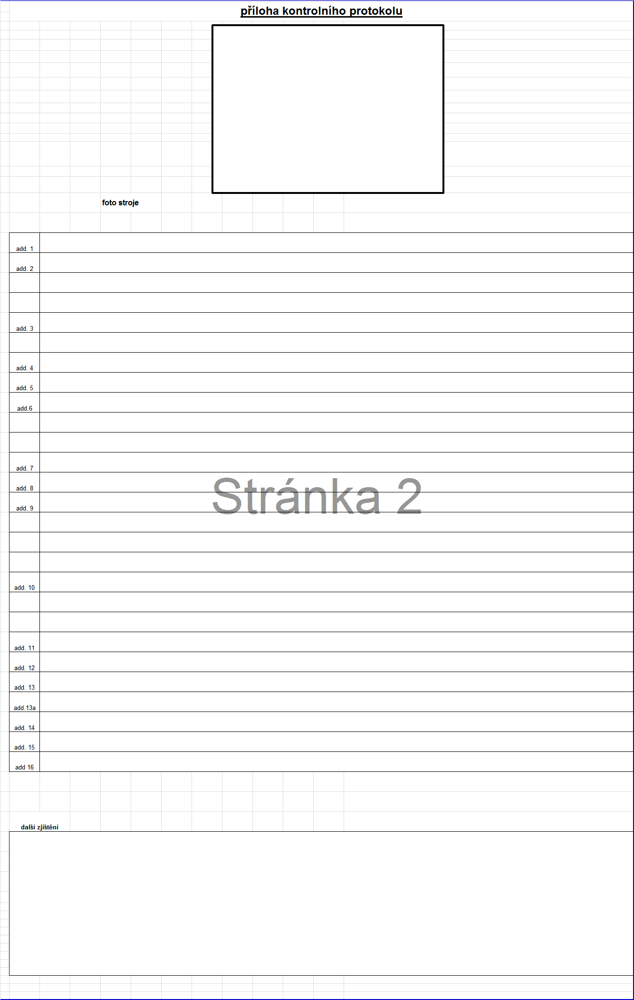 příloha kontrolního protokolu
foto stroje
add. 1
add. 2
add. 3
add. 4
add. 5
add.6
add. 7
add. 8
Stránka 2
add. 9
add. 10
add. 11
add. 12
add. 13
add.13a
add. 14
add. 15
add 16
další zjištění